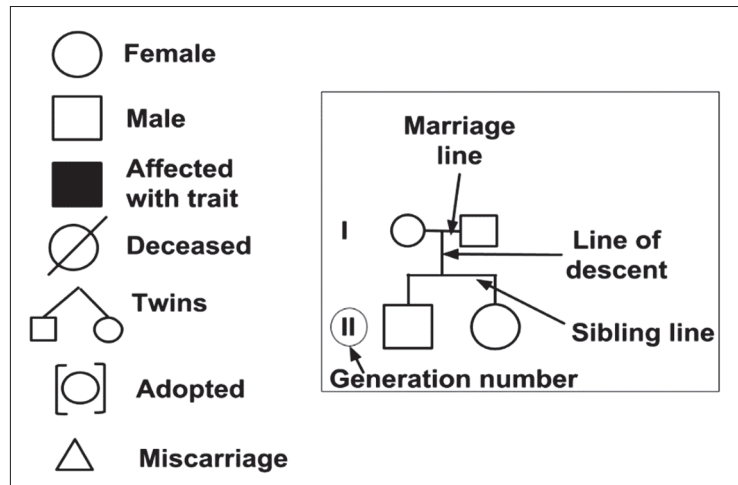 Female
Male
Affected
with trait
Deceased
Twins
Adopted
Miscarriage
Marriage
line
I
Line of
descent
II
Sibling line
Generation number